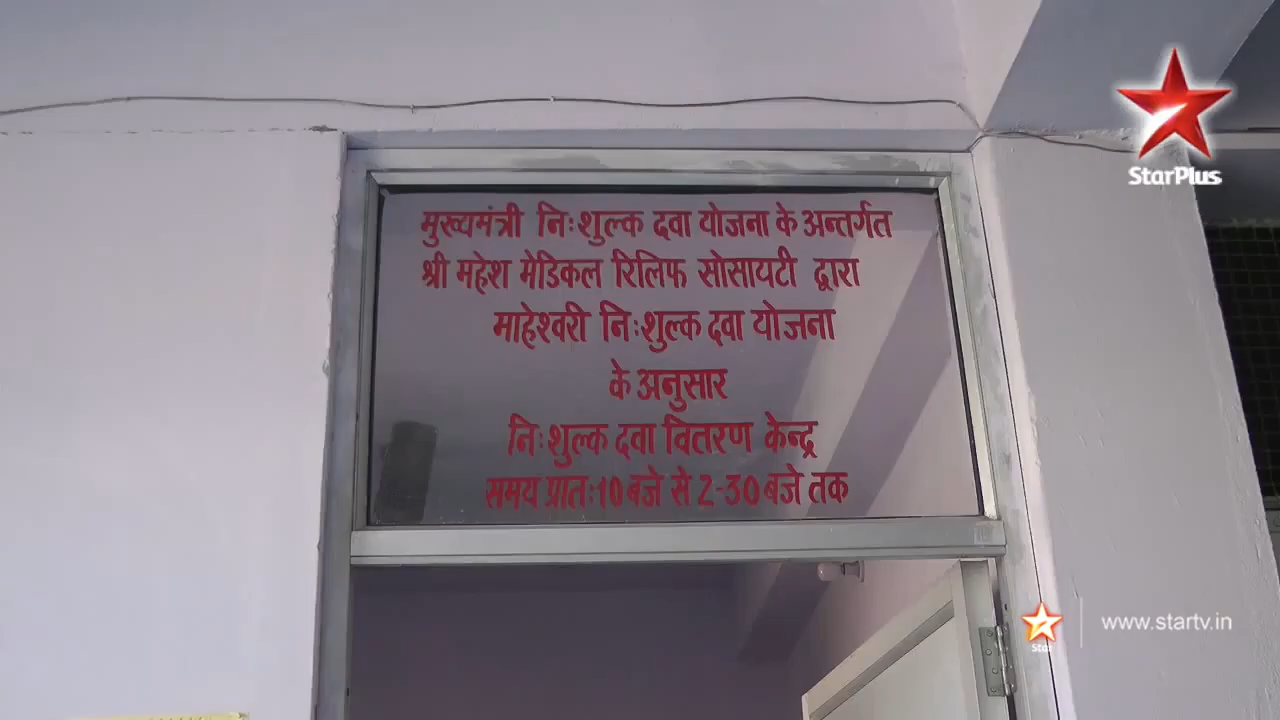 StarPlus
मुख्यमंत्री निःशुल्क दवा योजना के अन्तर्गत
श्री महेश मेडिकल रिलिफ सोसायटी द्वारा
माहेश्वरी निःशुल्क दवा योजना
के अनुसार
निःशुल्क दवा वितरण केन्द्र
समय प्रातः10 बजे से 2-30 बजे तक
Star
www.startv.in